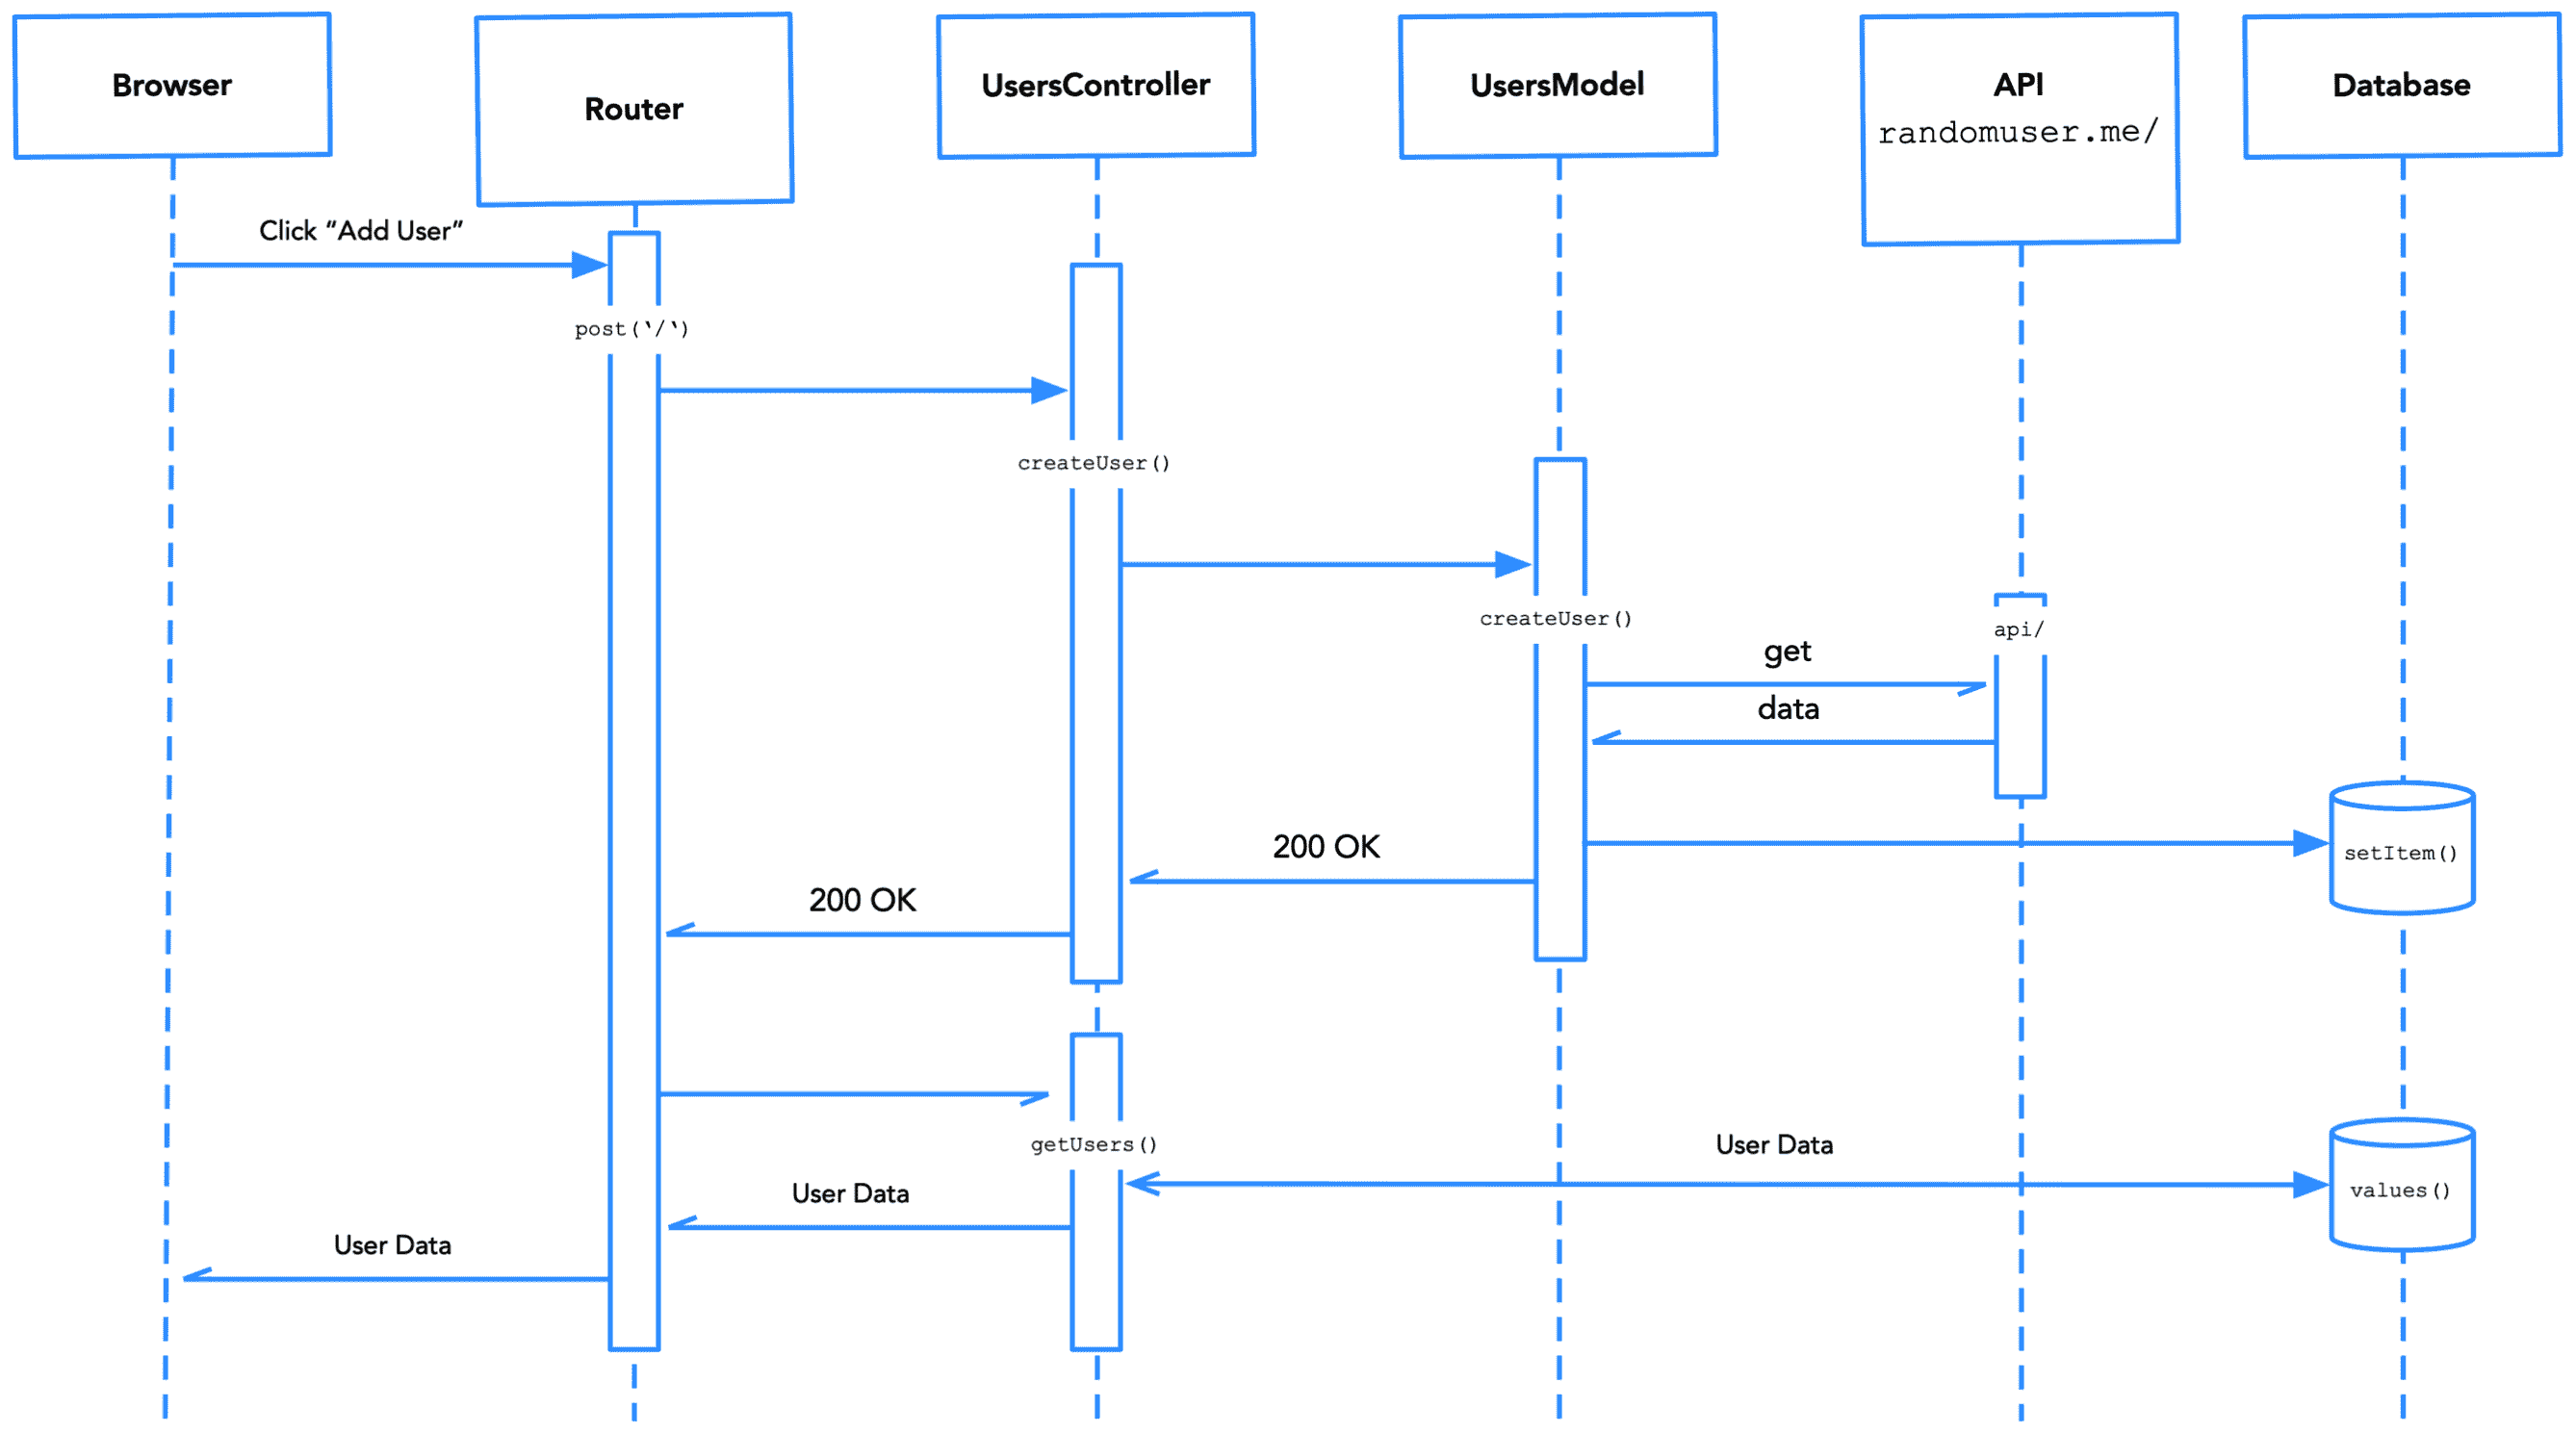 Browser
Router
UsersController
UsersModel
API
randomuser.me/
Database
Click “Add User”
post(‘/‘)
createUser()
createUser()
api/
get
data
setItem()
200 OK
200 OK
getUsers()
User Data
values()
User Data
User Data